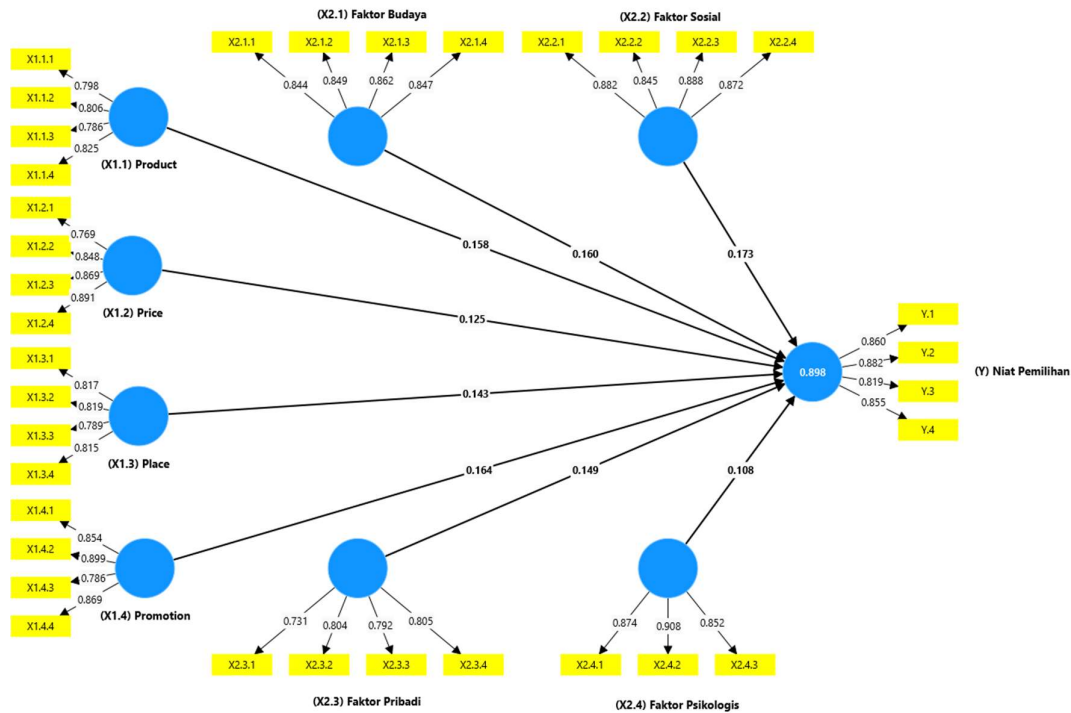 (X2.1) Faktor Budaya
(X2.2) Faktor Sosial
X2.1.1 X2.1.2 X2.1.3 X2.1.4
X2.2.1 X2.2.2 X2.2.3 X2.2.4
0.844 0.849 0.862 0.847
0.882 0.845 0.888 0.872
X1.1.1
X1.1.2
X1.1.3
X1.1.4
0.798
0.806
0.786
0.825
(X1.1) Product
X1.2.1
X1.2.2
X1.2.3
X1.2.4
0.769
0.848
0.869
0.891
(X1.2) Price
X1.3.1
X1.3.2
X1.3.3
X1.3.4
0.817
0.819
0.789
0.815
(X1.3) Place
X1.4.1
X1.4.2
X1.4.3
X1.4.4
0.854
0.899
0.786
0.869
(X1.4) Promotion
0.158
0.160
0.173
0.125
0.143
0.164
0.149
0.108
0.898
0.860
0.882
0.819
0.855
Y.1
Y.2
Y.3
Y.4
(Y) Niat Pemilihan
0.731 0.804 0.792 0.805
X2.3.1 X2.3.2 X2.3.3 X2.3.4
(X2.3) Faktor Pribadi
0.874 0.908 0.852
X2.4.1 X2.4.2 X2.4.3
(X2.4) Faktor Psikologis